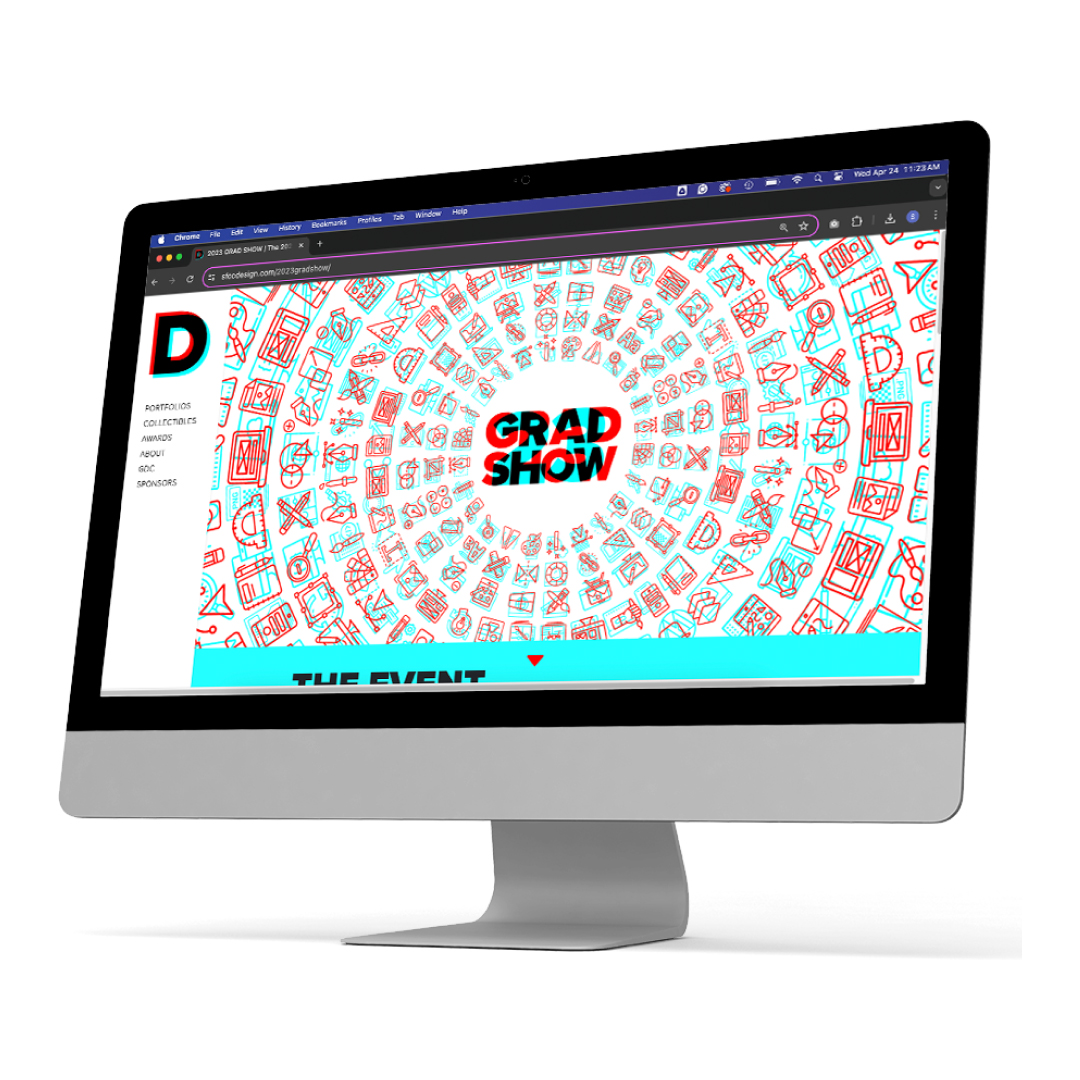 Chrome File Edit View History Bookmarks Profiles Tab Window Help
Wed Apr 24 11:23 AM
2023 GRAD SHOW | The 202
sfccdesign.com/2023gradshow/
D
PORTFOLIOS
COLLECTIBLES
AWARDS
ABOUT
GDC
SPONSORS
GRAD
SHOW
THE EVENT